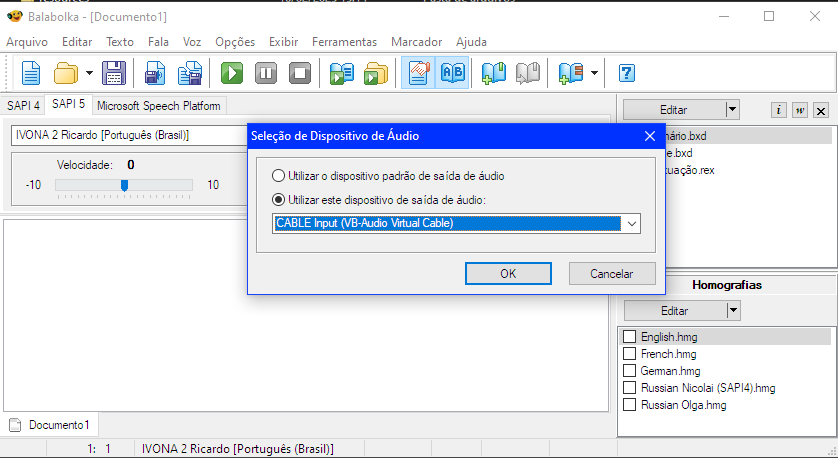 Balabolka - [Documento1]
Arquivo Editar Texto Fala Voz Opções Exibir Ferramentas Marcador Ajuda
SAPI 4 SAPI 5 Microsoft Speech Platform
IVONA 2 Ricardo [Português (Brasil)]
Velocidade: 0
-10 10
Seleção de Dispositivo de Áudio
Utilizar o dispositivo padrão de saída de áudio
Utilizar este dispositivo de saída de áudio:
CABLE Input (VB-Audio Virtual Cable)
OK Cancelar
Editar
nário.bxd
e.bxd
uação.rex
Homografias
Editar
English.hmg
French.hmg
German.hmg
Russian Nicolai (SAPI4).hmg
Russian Olga.hmg
Documento1
1: 1 IVONA 2 Ricardo [Português (Brasil)]